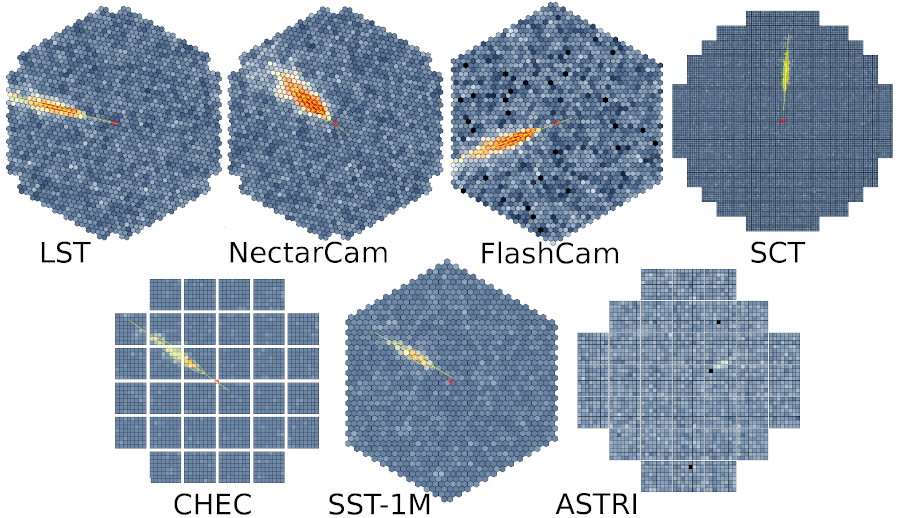 LST
NectarCam
FlashCam
SCT
CHEC
SST-1M
ASTRI